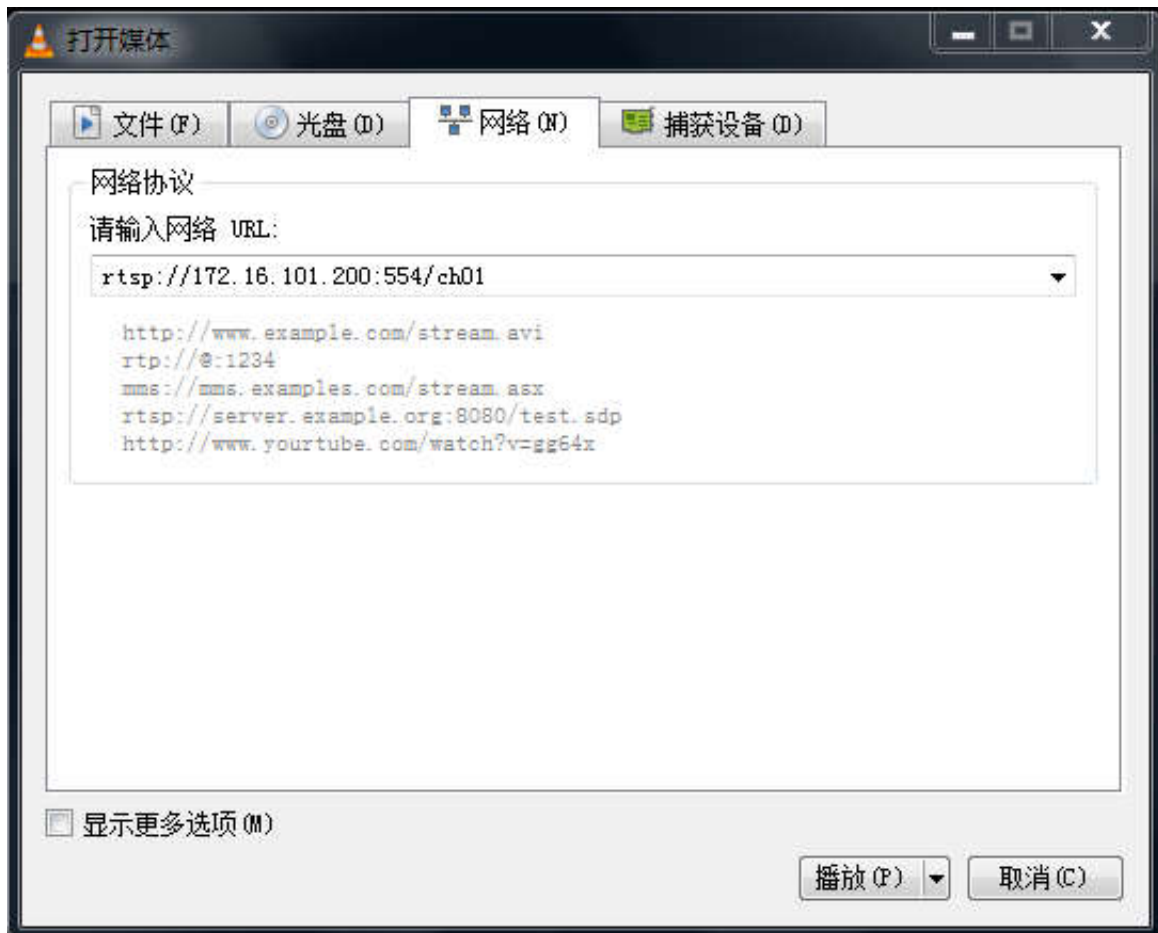 打开媒体
文件(F) 光盘(D) 网络(N) 捕获设备(D)
网络协议
请输入网络 URL:
rtsp://172.16.101.200:554/ch01
http://www.example.com/stream.avi
rtp://@:1234
mms://mms.examples.com/stream.asx
rtsp://server.example.org:8080/test.sdp
http://www.yourtube.com/watch?v=gg64x
显示更多选项(M)
播放(P) 取消(C)